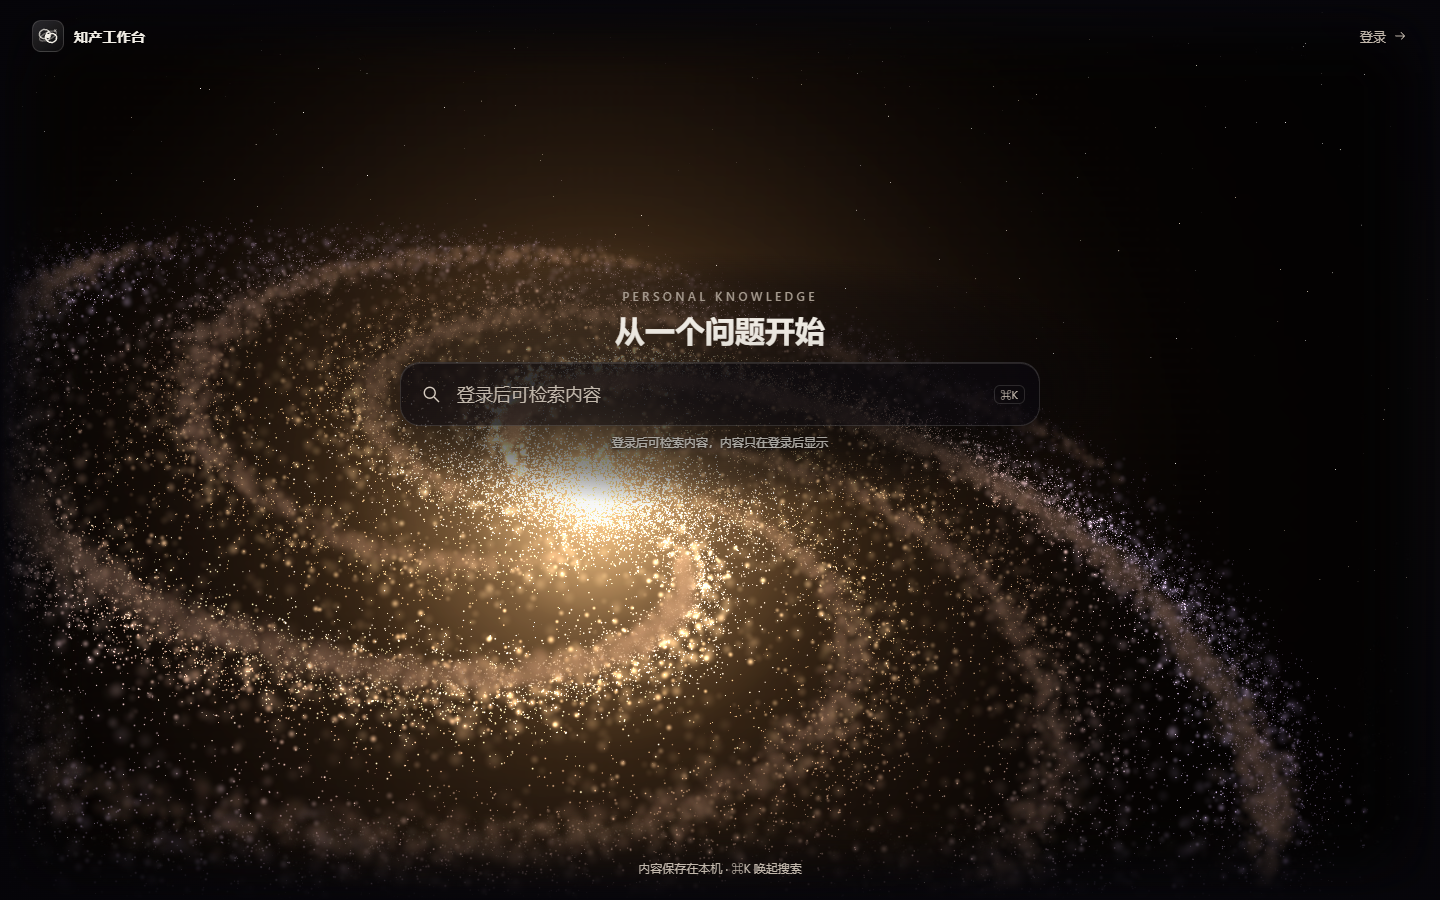 知产工作台
登录 →
PERSONAL KNOWLEDGE
从一个问题开始
登录后可检索内容
⌘K
登录后可检索内容，内容只在登录后显示
内容保存在本机 · ⌘K 唤起搜索